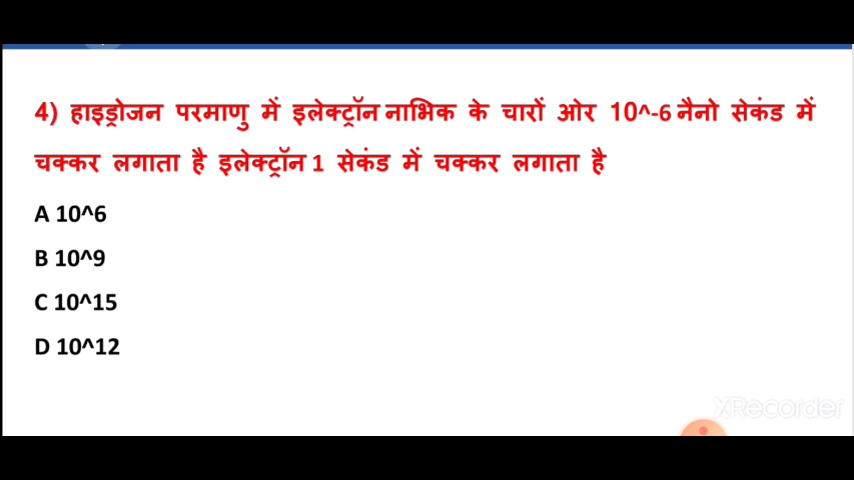 4) हाइड्रोजन परमाणु में इलेक्ट्रॉन नाभिक के चारों ओर 10^-6 नैनो सेकंड में
चक्कर लगाता है इलेक्ट्रॉन 1 सेकंड में चक्कर लगाता है
A 10^6
B 10^9
C 10^15
D 10^12
XRecorder